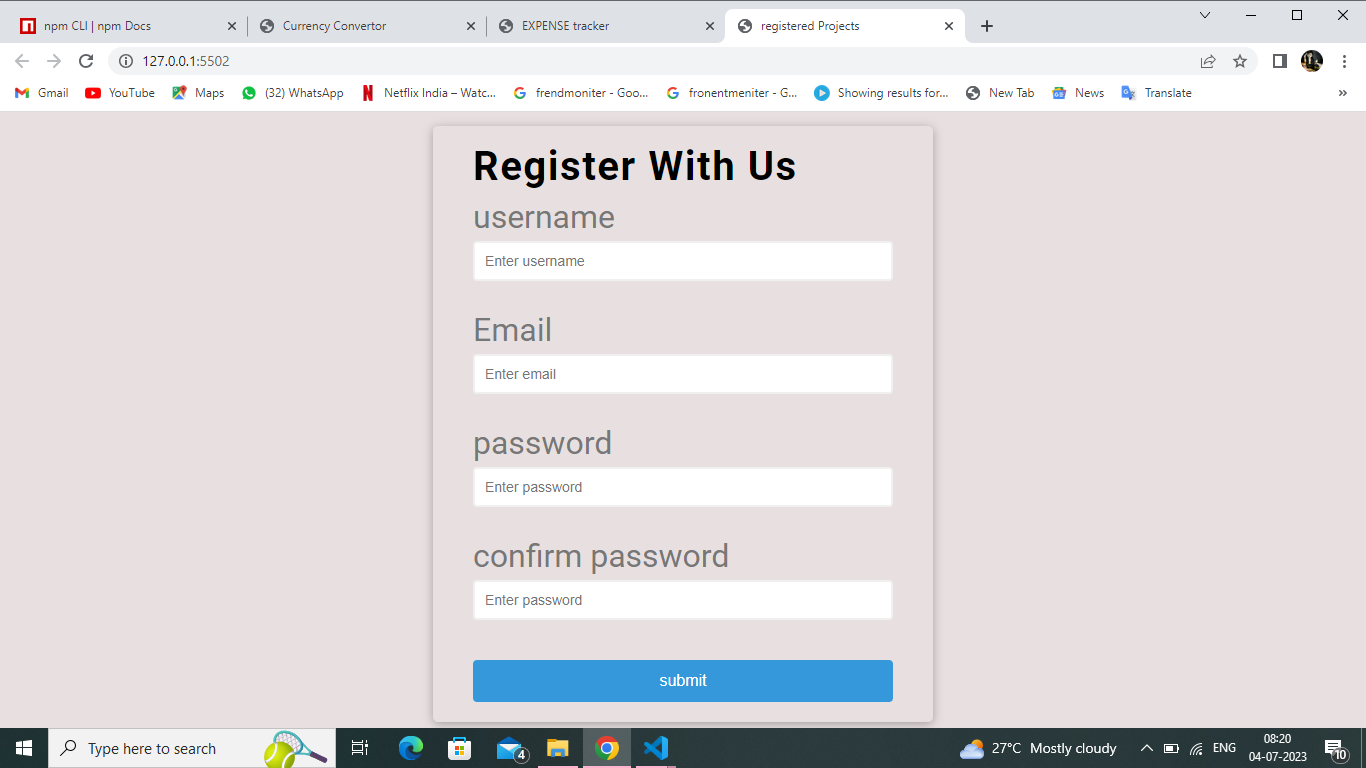 npm CLI | npm Docs
Currency Convertor
EXPENSE tracker
registered Projects
127.0.0.1:5502
Gmail
YouTube
Maps
(32) WhatsApp
Netflix India – Watc...
frendmoniter - Goo...
fronentmeniter - G...
Showing results for...
New Tab
News
Translate
Register With Us
username
Enter username
Email
Enter email
password
Enter password
confirm password
Enter password
submit
Type here to search
4
27°C Mostly cloudy
ENG
08:20
04-07-2023
10